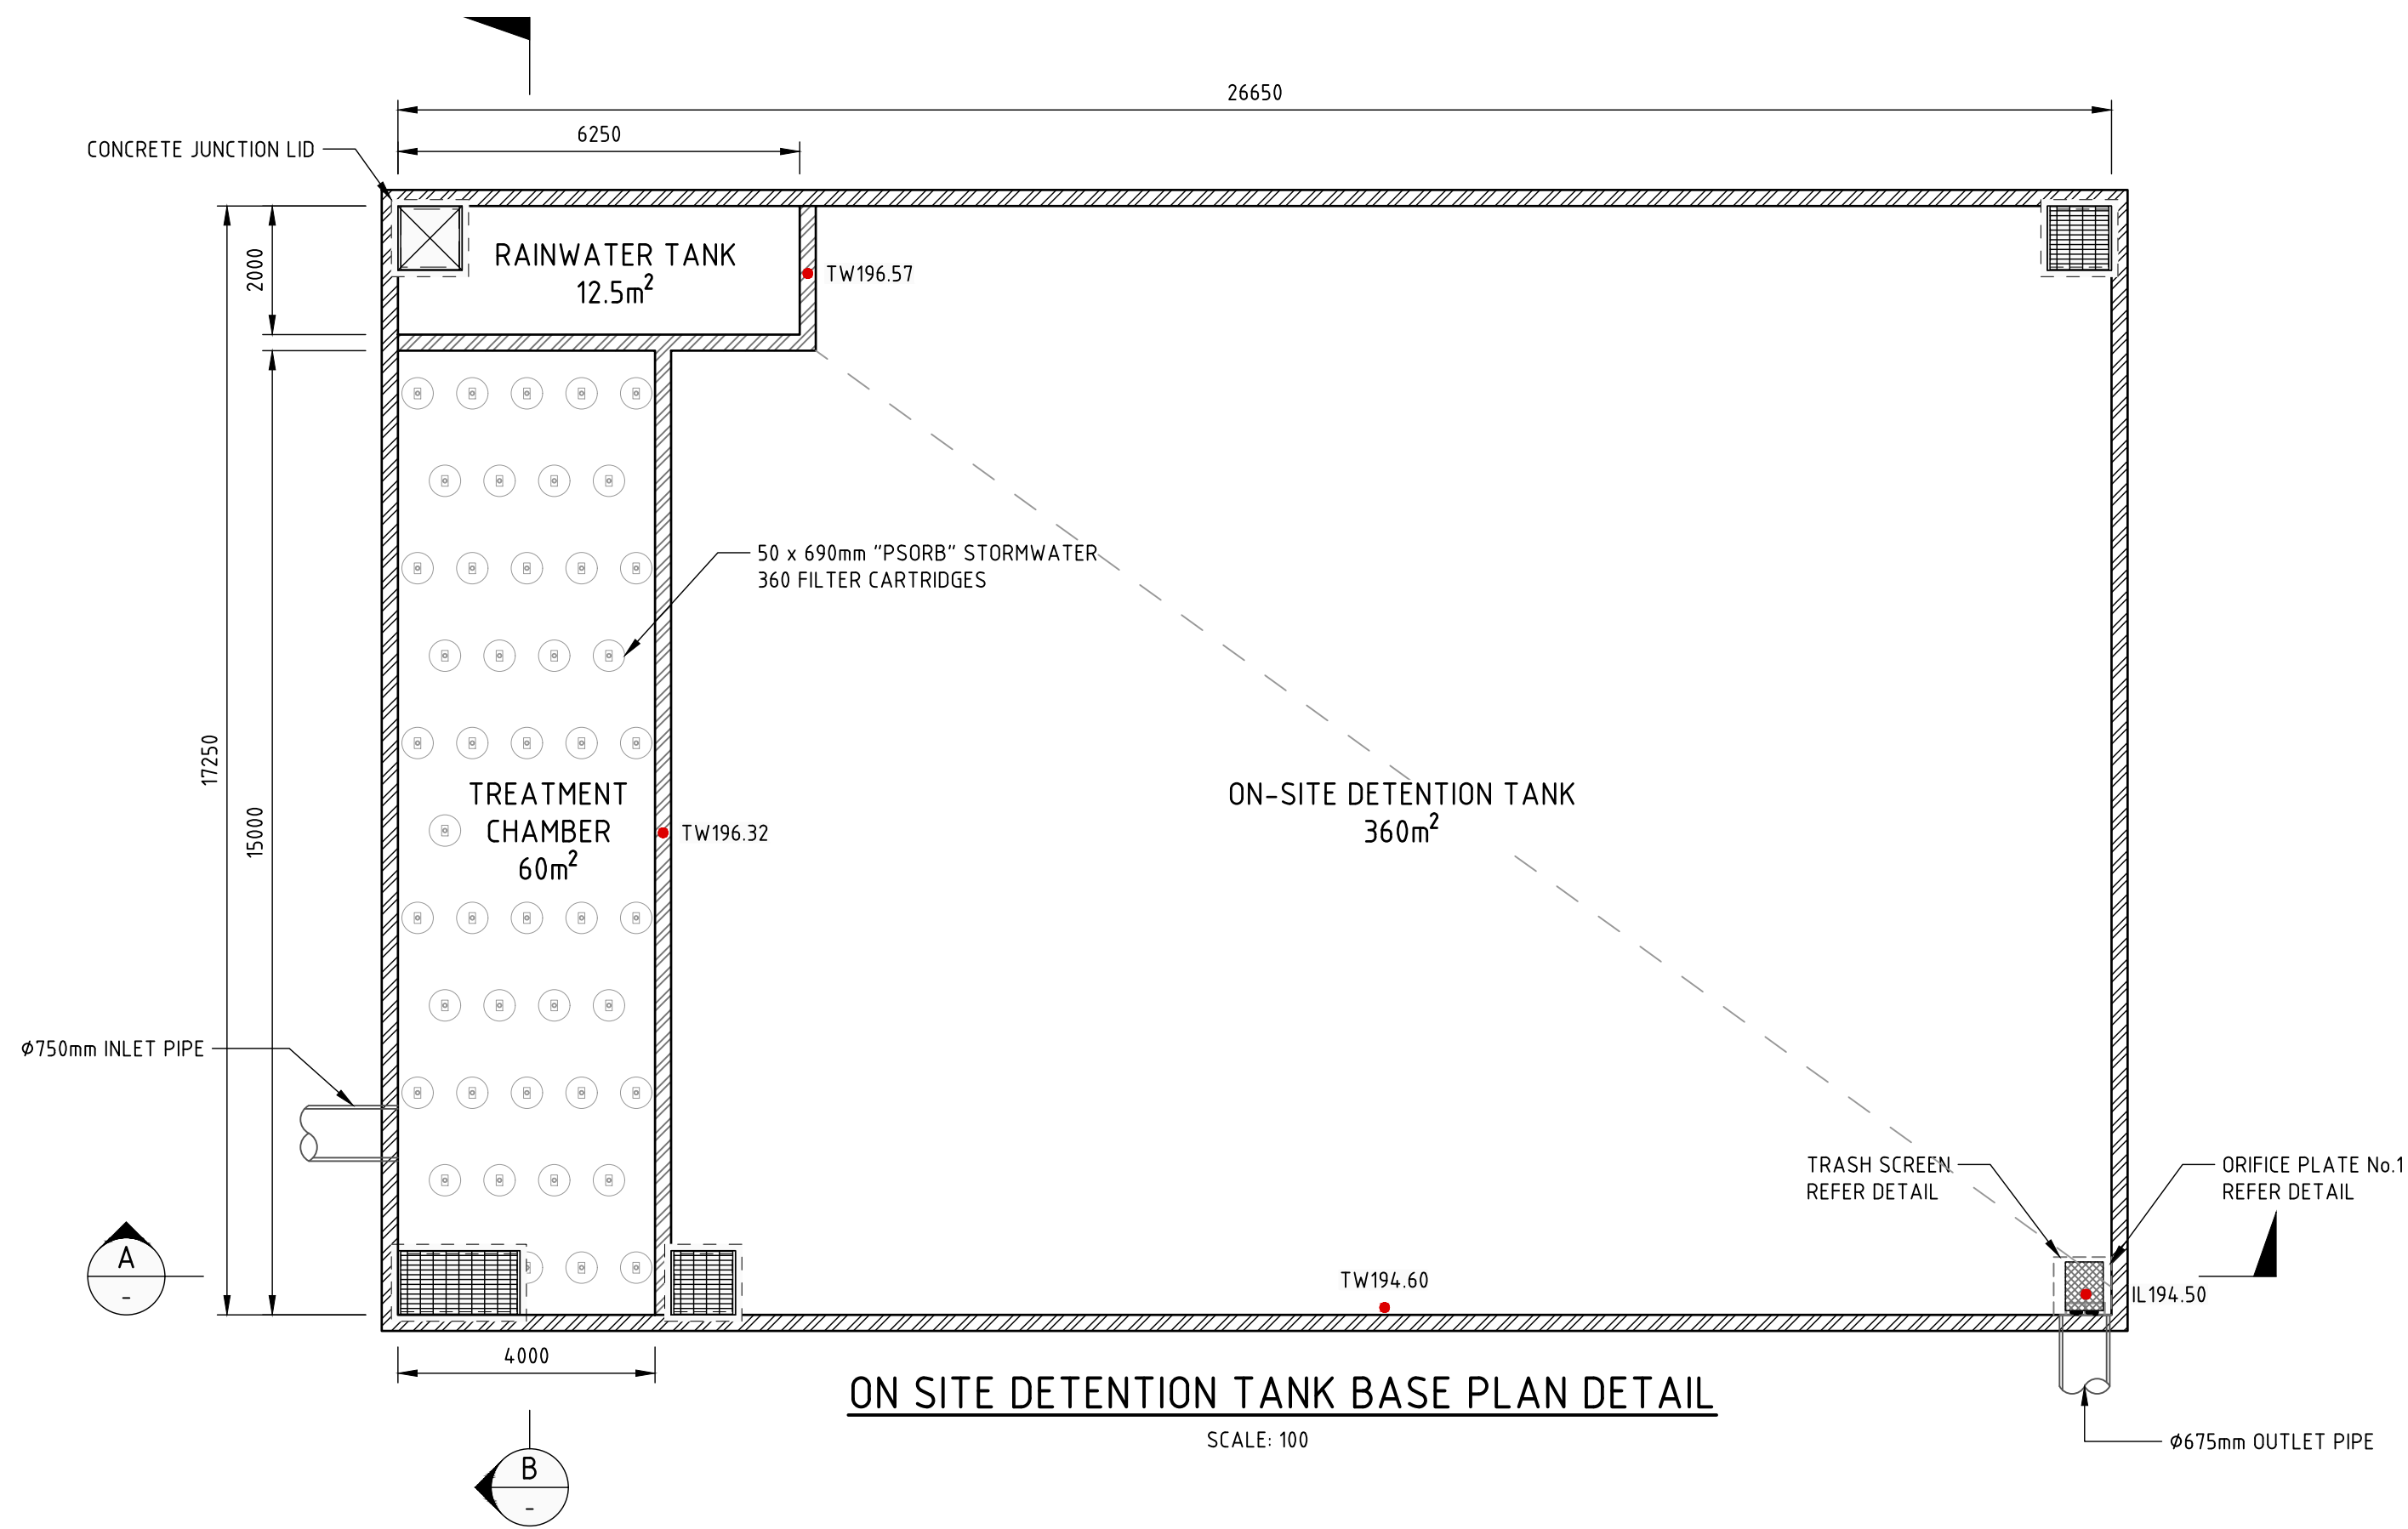 26650
6250
CONCRETE JUNCTION LID
RAINWATER TANK
12.5m²
2000
TW196.57
50 x 690mm "PSORB" STORMWATER
360 FILTER CARTRIDGES
17250
15000
TREATMENT
CHAMBER
60m²
TW196.32
ON-SITE DETENTION TANK
360m²
Ø750mm INLET PIPE
TRASH SCREEN
REFER DETAIL
ORIFICE PLATE No.1
REFER DETAIL
A
-
TW194.60
IL194.50
4000
ON SITE DETENTION TANK BASE PLAN DETAIL
SCALE: 100
Ø675mm OUTLET PIPE
B
-